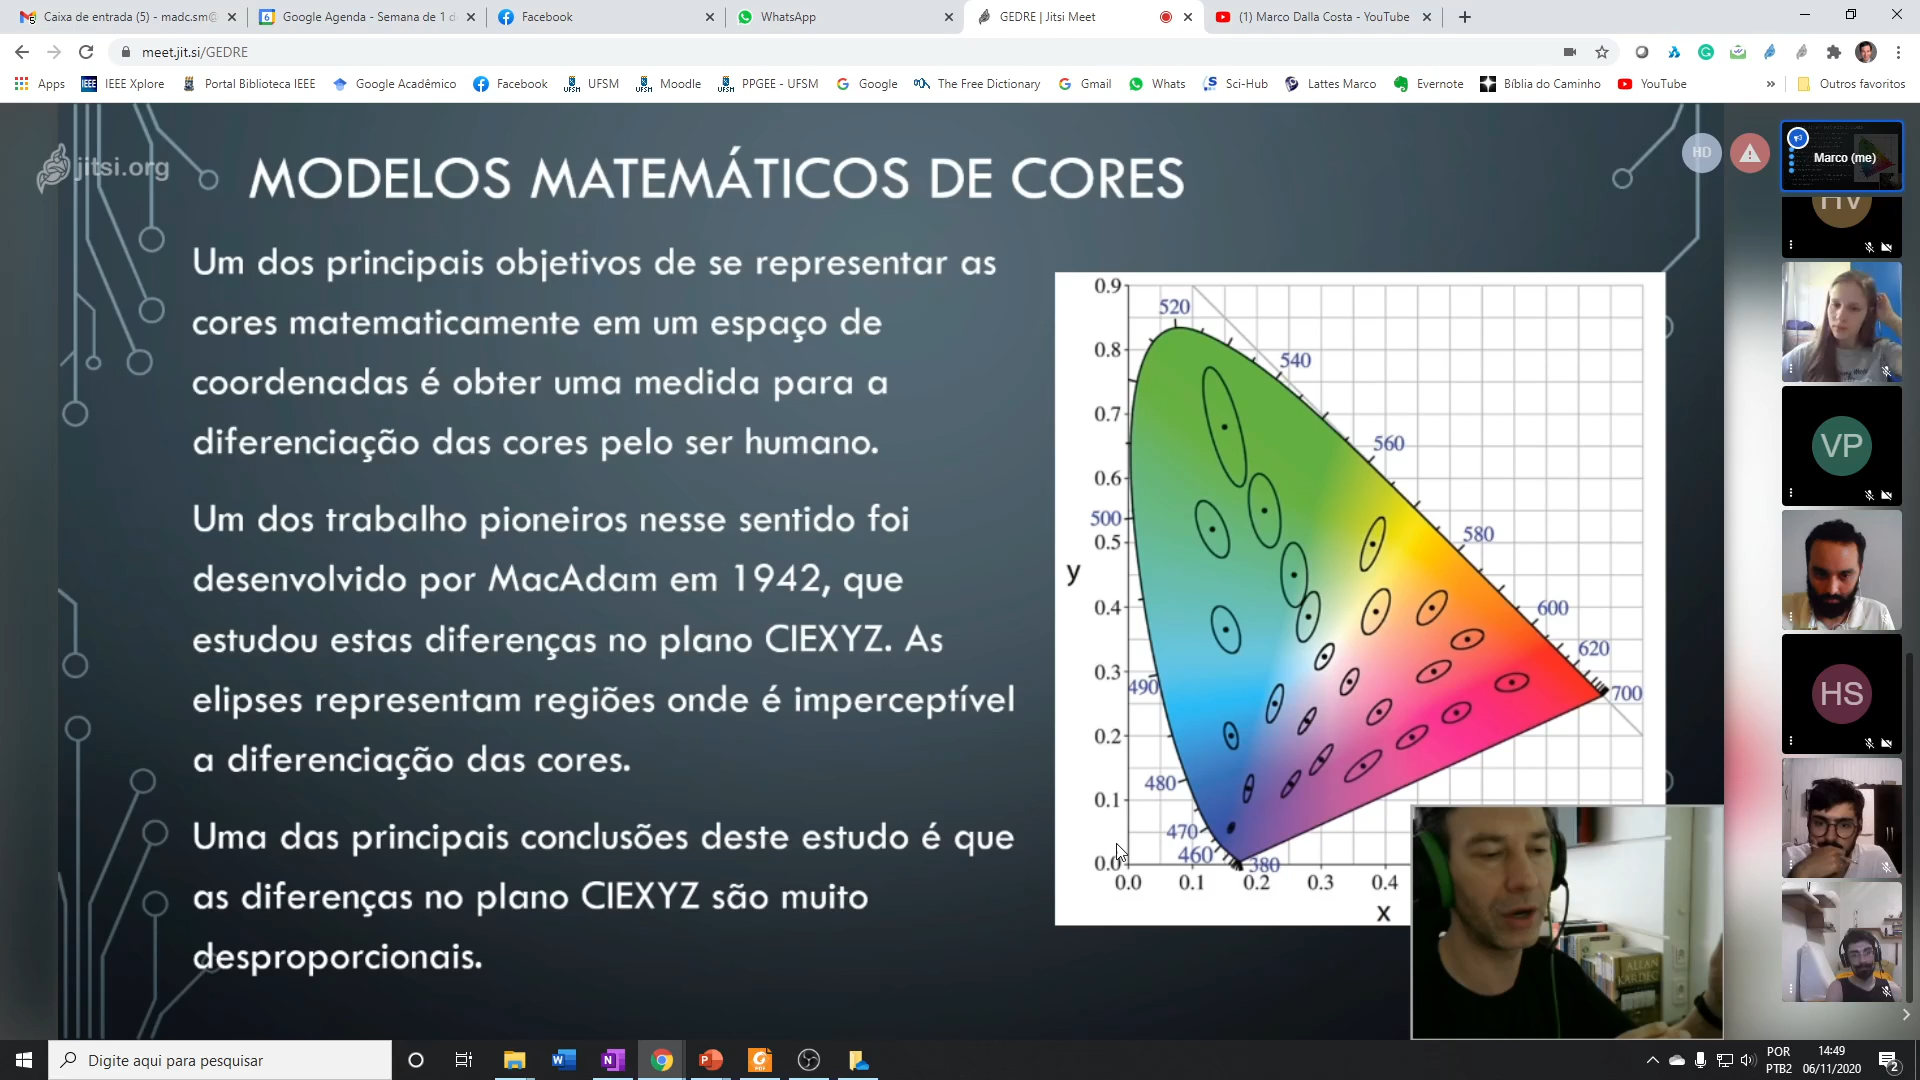 Caixa de entrada (5) - madc.sm@
Google Agenda - Semana de 1 d
Facebook
WhatsApp
GEDRE | Jitsi Meet
(1) Marco Dalla Costa - YouTube
meet.jit.si/GEDRE
Apps
IEEE Xplore
Portal Biblioteca IEEE
Google Acadêmico
Facebook
UFSM
Moodle
PPGEE - UFSM
Google
The Free Dictionary
Gmail
Whats
Sci-Hub
Lattes Marco
Evernote
Bíblia do Caminho
YouTube
»
Outros favoritos
jitsi.org
MODELOS MATEMÁTICOS DE CORES
Um dos principais objetivos de se representar as
cores matematicamente em um espaço de
coordenadas é obter uma medida para a
diferenciação das cores pelo ser humano.
Um dos trabalho pioneiros nesse sentido foi
desenvolvido por MacAdam em 1942, que
estudou estas diferenças no plano CIEXYZ. As
elipses representam regiões onde é imperceptível
a diferenciação das cores.
Uma das principais conclusões deste estudo é que
as diferenças no plano CIEXYZ são muito
desproporcionais.
0.9
0.8
0.7
0.6
0.5
0.4
0.3
0.2
0.1
0.0
y
0.0
0.1
0.2
0.3
0.4
x
520
540
560
580
600
620
700
500
490
480
470
460
380
ALLAN
KARDEC
HD
Marco (me)
HV
VP
HS
Digite aqui para pesquisar
POR
PTB2
14:49
06/11/2020
2